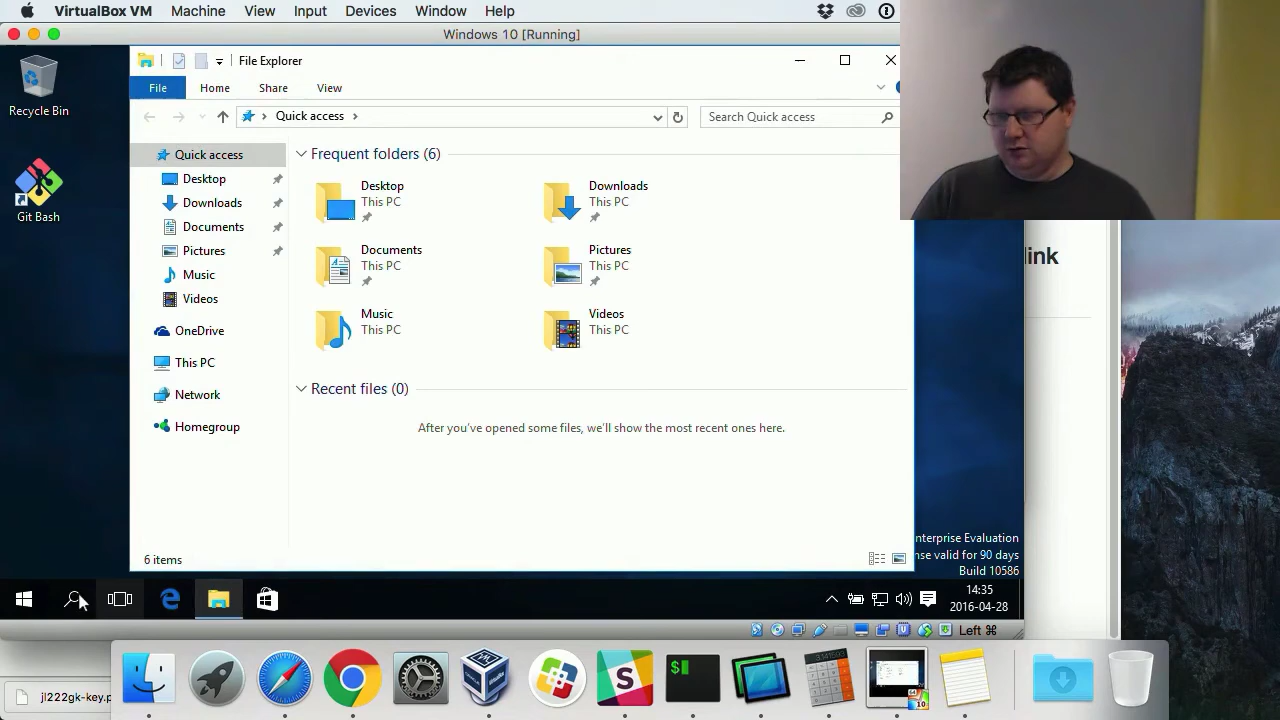 VirtualBox VM Machine View Input Devices Window Help
Windows 10 [Running]
Recycle Bin
Git Bash
File Explorer
File Home Share View
Quick access
Search Quick access
Quick access
Desktop
Downloads
Documents
Pictures
Music
Videos
OneDrive
This PC
Network
Homegroup
Frequent folders (6)
Desktop
This PC
Downloads
This PC
Documents
This PC
Pictures
This PC
Music
This PC
Videos
This PC
Recent files (0)
After you've opened some files, we'll show the most recent ones here.
6 items
link
nterprise Evaluation
nse valid for 90 days
Build 10586
14:35
2016-04-28
Left ⌘
jl222gk-key.p